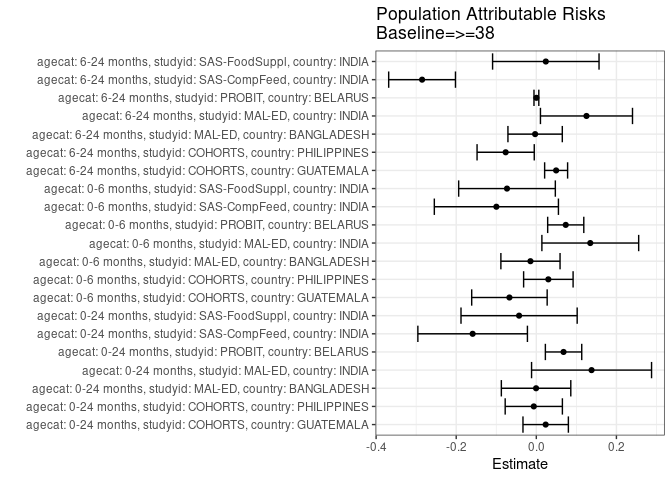 Population Attributable Risks
Baseline=>=38
agecat: 6-24 months, studyid: SAS-FoodSuppl, country: INDIA
agecat: 6-24 months, studyid: SAS-CompFeed, country: INDIA
agecat: 6-24 months, studyid: PROBIT, country: BELARUS
agecat: 6-24 months, studyid: MAL-ED, country: INDIA
agecat: 6-24 months, studyid: MAL-ED, country: BANGLADESH
agecat: 6-24 months, studyid: COHORTS, country: PHILIPPINES
agecat: 6-24 months, studyid: COHORTS, country: GUATEMALA
agecat: 0-6 months, studyid: SAS-FoodSuppl, country: INDIA
agecat: 0-6 months, studyid: SAS-CompFeed, country: INDIA
agecat: 0-6 months, studyid: PROBIT, country: BELARUS
agecat: 0-6 months, studyid: MAL-ED, country: INDIA
agecat: 0-6 months, studyid: MAL-ED, country: BANGLADESH
agecat: 0-6 months, studyid: COHORTS, country: PHILIPPINES
agecat: 0-6 months, studyid: COHORTS, country: GUATEMALA
agecat: 0-24 months, studyid: SAS-FoodSuppl, country: INDIA
agecat: 0-24 months, studyid: SAS-CompFeed, country: INDIA
agecat: 0-24 months, studyid: PROBIT, country: BELARUS
agecat: 0-24 months, studyid: MAL-ED, country: INDIA
agecat: 0-24 months, studyid: MAL-ED, country: BANGLADESH
agecat: 0-24 months, studyid: COHORTS, country: PHILIPPINES
agecat: 0-24 months, studyid: COHORTS, country: GUATEMALA
-0.4 -0.2 0.0 0.2
Estimate